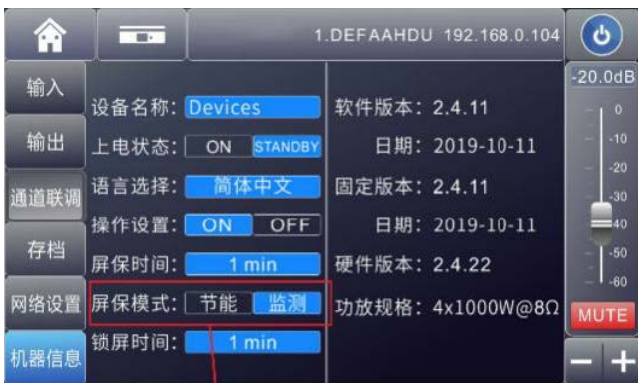 1.DEFAAHDU 192.168.0.104
输入
输出
通道联调
存档
网络设置
机器信息
设备名称: Devices
上电状态: ON STANDBY
语言选择: 简体中文
操作设置: ON OFF
屏保时间: 1 min
屏保模式: 节能 监测
锁屏时间: 1 min
软件版本: 2.4.11
日期: 2019-10-11
固定版本: 2.4.11
日期: 2019-10-11
硬件版本: 2.4.22
功放规格: 4x1000W@8Ω
-20.0dB
0
-10
-20
-30
-40
-50
-60
MUTE
- +